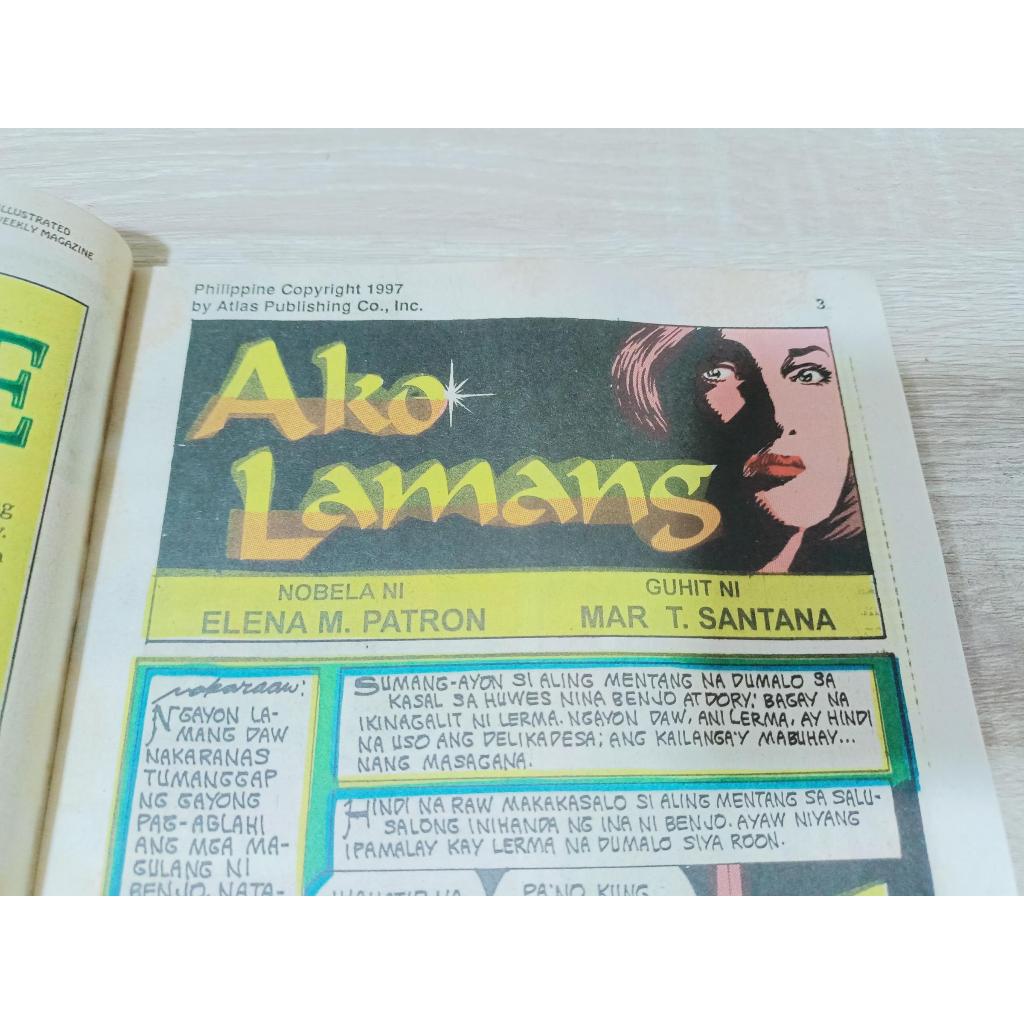 ILLUSTRATED
WEEKLY MAGAZINE
E
g
y.
Philippine Copyright 1997
by Atlas Publishing Co., Inc.
3
Ako
Lamang
NOBELA NI
ELENA M. PATRON
GUHIT NI
MAR T. SANTANA
nakaraan:
NGAYON LA-
MANG DAW
NAKARANAS
TUMANGGAP
NG GAYONG
PAG-AGLAHI
ANG MGA MA-
GULANG NI
BENJO. NATA-
SUMANG-AYON SI ALING MENTANG NA DUMALO SA
KASAL SA HUWES NINA BENJO AT DORY; BAGAY NA
IKINAGALIT NI LERMA. NGAYON DAW, ANI LERMA, AY HINDI
NA USO ANG DELIKADESA; ANG KAILANGA'Y MABUHAY...
NANG MASAGANA.
HINDI NA RAW MAKAKASALO SI ALING MENTANG SA SALU-
SALONG INIHANDA NG INA NI BENJO. AYAW NIYANG
IPAMALAY KAY LERMA NA DUMALO SIYA ROON.
PA'NO KUNG